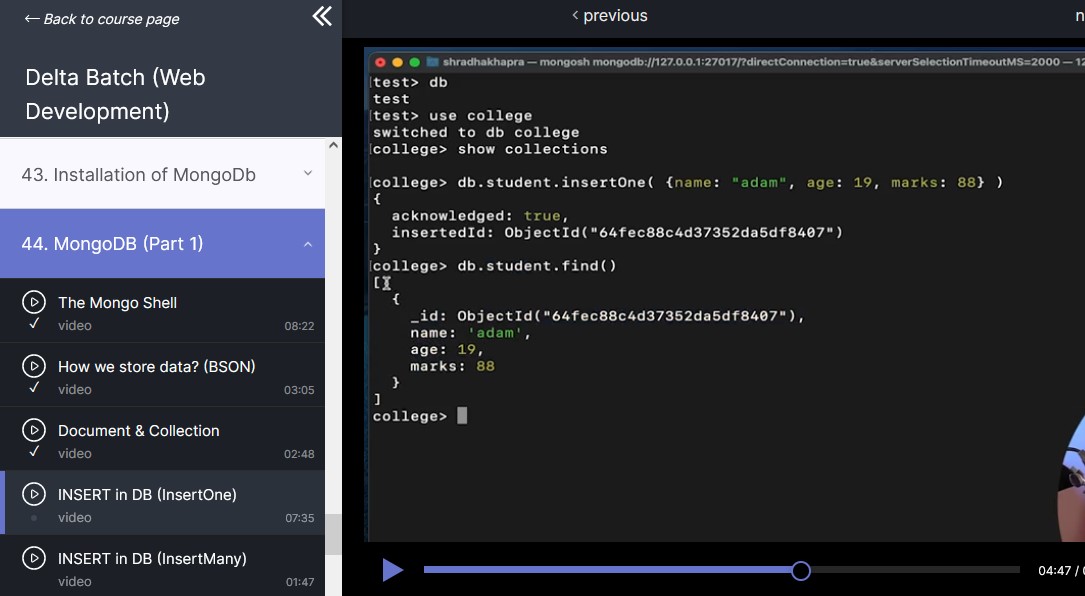 ← Back to course page
Delta Batch (Web
Development)
43. Installation of MongoDb
44. MongoDB (Part 1)
The Mongo Shell
video
08:22
How we store data? (BSON)
video
03:05
Document & Collection
video
02:48
INSERT in DB (InsertOne)
video
07:35
INSERT in DB (InsertMany)
video
01:47
previous
shradhakhapra — mongosh mongodb://127.0.0.1:27017/?directConnection=true&serverSelectionTimeoutMS=2000 — 12
test> db
test
test> use college
switched to db college
college> show collections
college> db.student.insertOne( {name: "adam", age: 19, marks: 88} )
{
acknowledged: true,
insertedId: ObjectId("64fec88c4d37352da5df8407")
}
college> db.student.find()
[
{
_id: ObjectId("64fec88c4d37352da5df8407"),
name: 'adam',
age: 19,
marks: 88
}
]
college>
04:47 /